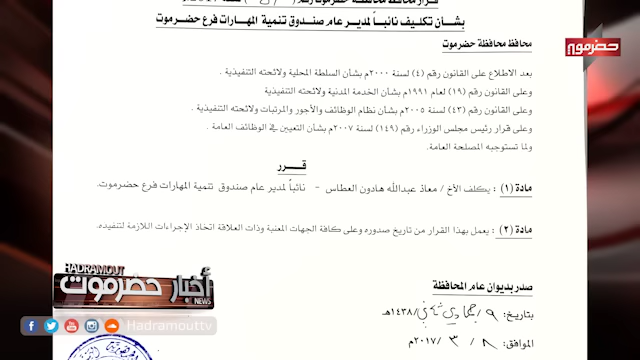 بشأن تكليف نائباً لمدير عام صندوق تنمية المهارات فرع حضرموت
محافظ محافظة حضرموت
بعد الاطلاع على القانون رقم (٤) لسنة ٢٠٠٠م بشأن السلطة المحلية ولائحته التنفيذية .
وعلى القانون رقم (١٩) لعام ١٩٩١م بشأن الخدمة المدنية ولائحته التنفيذية
وعلى القانون رقم (٤٣) لسنة ٢٠٠٥م بشأن نظام الوظائف والأجور والمرتبات ولائحته التنفيذية .
وعلى قرار رئيس مجلس الوزراء رقم (١٤٩) لسنة ٢٠٠٧م بشأن التعيين في الوظائف العامة .
ولما تستوجبه المصلحة العامة.
قــرر
مادة (١) : يكلف الأخ / معاذ عبدالله هادون العطاس - نائباً لمدير عام صندوق تنمية المهارات فرع حضرموت.
مادة (٢) : يعمل بهذا القرار من تاريخ صدوره وعلى كافة الجهات المعنية وذات العلاقة اتخاذ الإجراءات اللازمة لتنفيذه.
صدر بديوان عام المحافظة
بتاريخ: ٩ / جمادي ثاني / ١٤٣٨هـ
الموافق: ٨ / ٣ / ٢٠١٧م
حضرموت
HADRAMOUT
أخبار حضرموت
NEWS
Hadramouttv